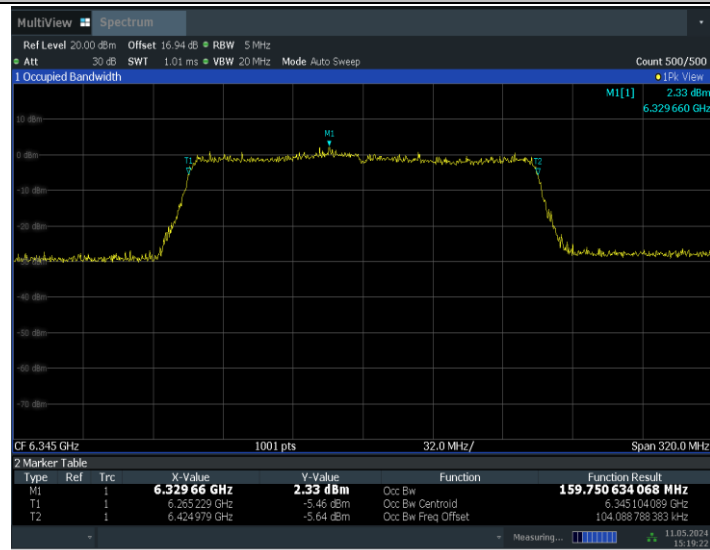 MultiView Spectrum
Ref Level 20.00 dBm Offset 16.94 dB RBW 5 MHz
Att 30 dB SWT 1.01 ms VBW 20 MHz Mode Auto Sweep Count 500/500
1 Occupied Bandwidth 1Pk View
M1[1] 2.33 dBm
6.329 660 GHz
10 dBm
M1
0 dBm
T1 T2
-10 dBm
-20 dBm
-30 dBm
-40 dBm
-50 dBm
-60 dBm
-70 dBm
CF 6.345 GHz 1001 pts 32.0 MHz/ Span 320.0 MHz
2 Marker Table
Type Ref Trc X-Value Y-Value Function Function Result
M1 1 6.329 66 GHz 2.33 dBm Occ Bw 159.750 634 068 MHz
T1 1 6.265 229 GHz -5.46 dBm Occ Bw Centroid 6.345 104 089 GHz
T2 1 6.424 979 GHz -5.64 dBm Occ Bw Freq Offset 104.088 788 383 kHz
Measuring... 11.05.2024
15:19:22